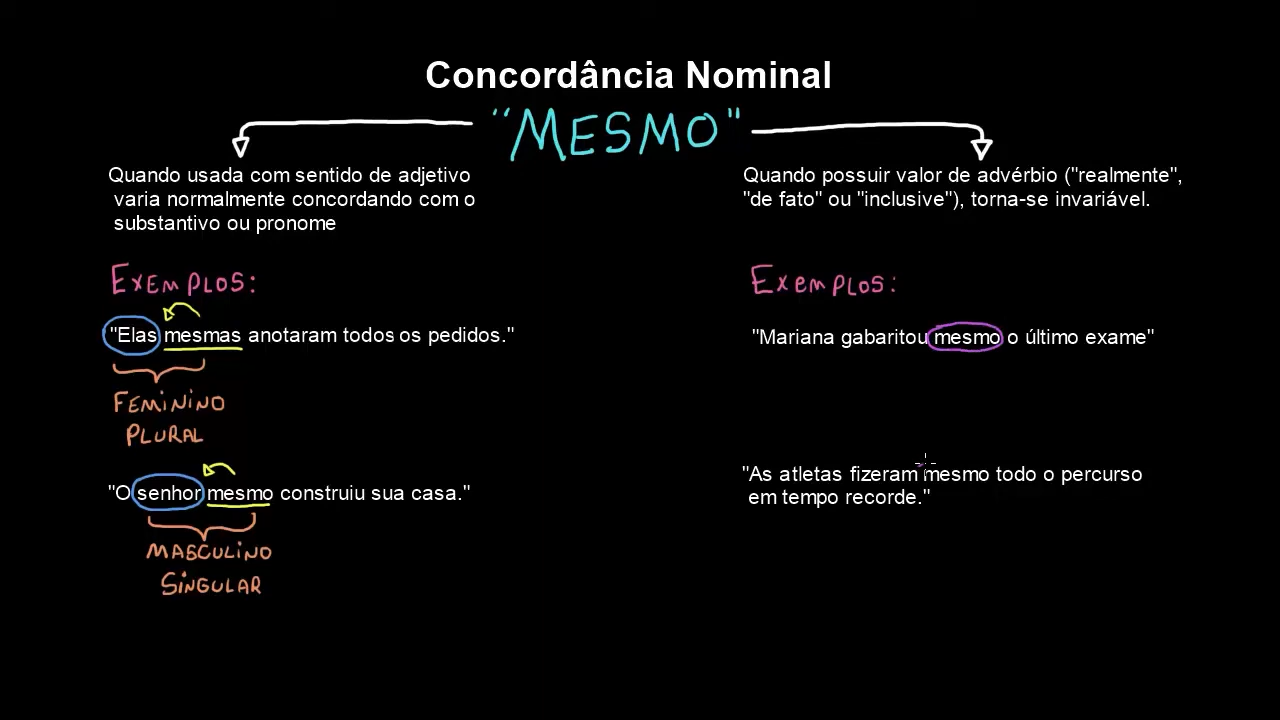 Concordância Nominal
"MESMO"
Quando usada com sentido de adjetivo
varia normalmente concordando com o
substantivo ou pronome
EXEMPLOS:
"Elas mesmas anotaram todos os pedidos."
FEMININO
PLURAL
"O senhor mesmo construiu sua casa."
MASCULINO
SINGULAR
Quando possuir valor de advérbio ("realmente",
"de fato" ou "inclusive"), torna-se invariável.
EXEMPLOS:
"Mariana gabaritou mesmo o último exame"
"As atletas fizeram mesmo todo o percurso
em tempo recorde."